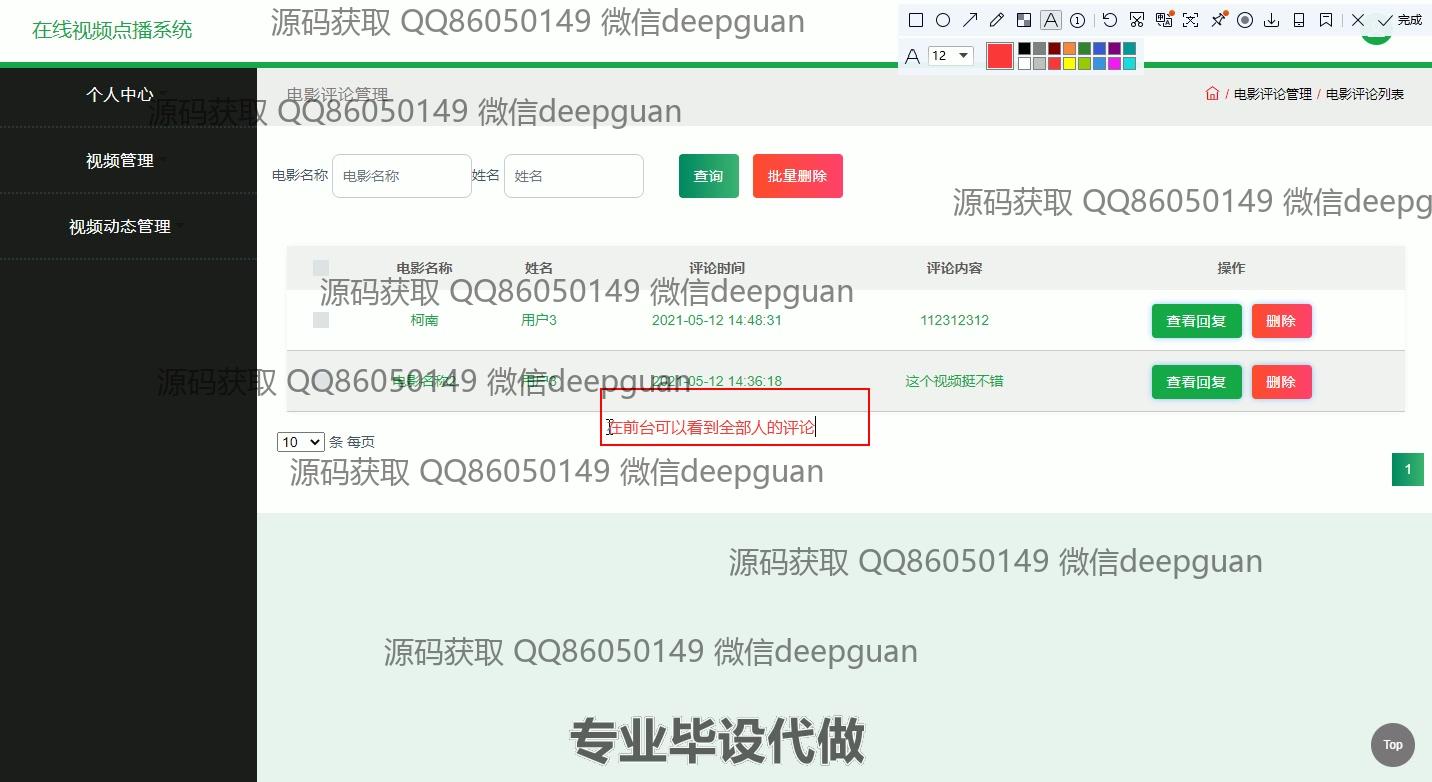 在线视频点播系统
源码获取 QQ86050149 微信deepguan
12
完成
个人中心
视频管理
视频动态管理
电影评论管理
/ 电影评论管理 / 电影评论列表
源码获取 QQ86050149 微信deepguan
电影名称 电影名称 姓名 姓名 查询 批量删除
源码获取 QQ86050149 微信deepg
电影名称 姓名 评论时间 评论内容 操作
源码获取 QQ86050149 微信deepguan
柯南 用户3 2021-05-12 14:48:31 112312312 查看回复 删除
源码获取 QQ86050149 微信deepguan
电影名称2 用户3 2021-05-12 14:36:18 这个视频挺不错 查看回复 删除
在前台可以看到全部人的评论
10 条 每页
源码获取 QQ86050149 微信deepguan
1
源码获取 QQ86050149 微信deepguan
源码获取 QQ86050149 微信deepguan
专业毕设代做
Top